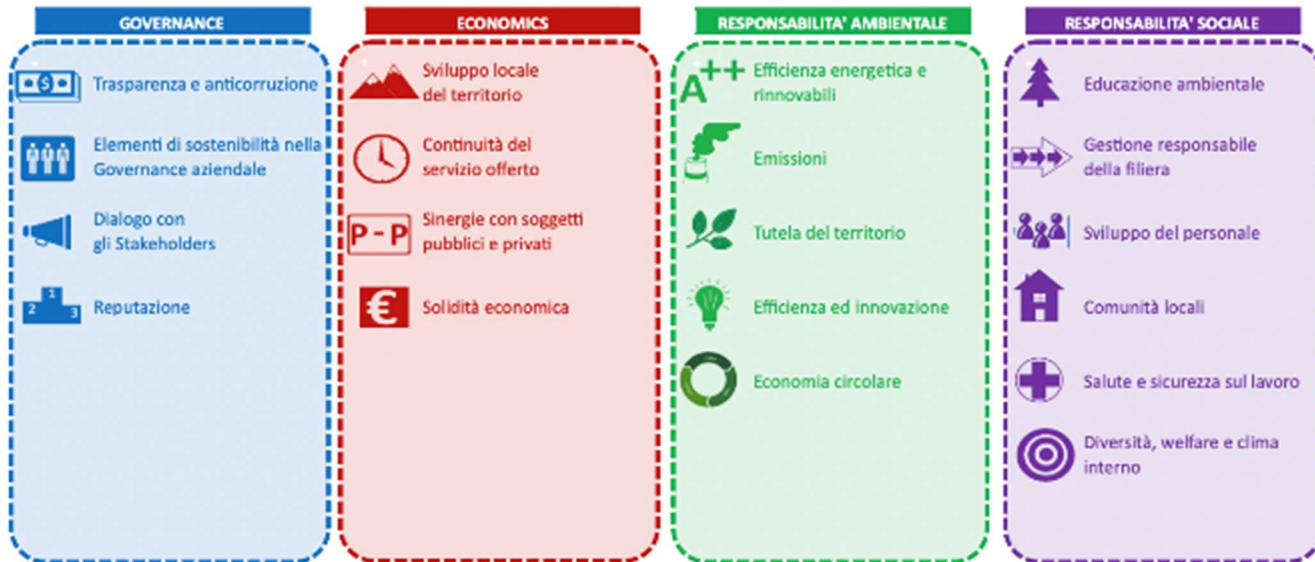 GOVERNANCE
Trasparenza e anticorruzione
Elementi di sostenibilità nella
Governance aziendale
Dialogo con
gli Stakeholders
1
2
3
Reputazione
ECONOMICS
Sviluppo locale
del territorio
Continuità del
servizio offerto
P - P
Sinergie con soggetti
pubblici e privati
€
Solidità economica
RESPONSABILITA' AMBIENTALE
A++
Efficienza energetica e
rinnovabili
Emissioni
Tutela del territorio
Efficienza ed innovazione
Economia circolare
RESPONSABILITA' SOCIALE
Educazione ambientale
Gestione responsabile
della filiera
Sviluppo del personale
Comunità locali
Salute e sicurezza sul lavoro
Diversità, welfare e clima
interno